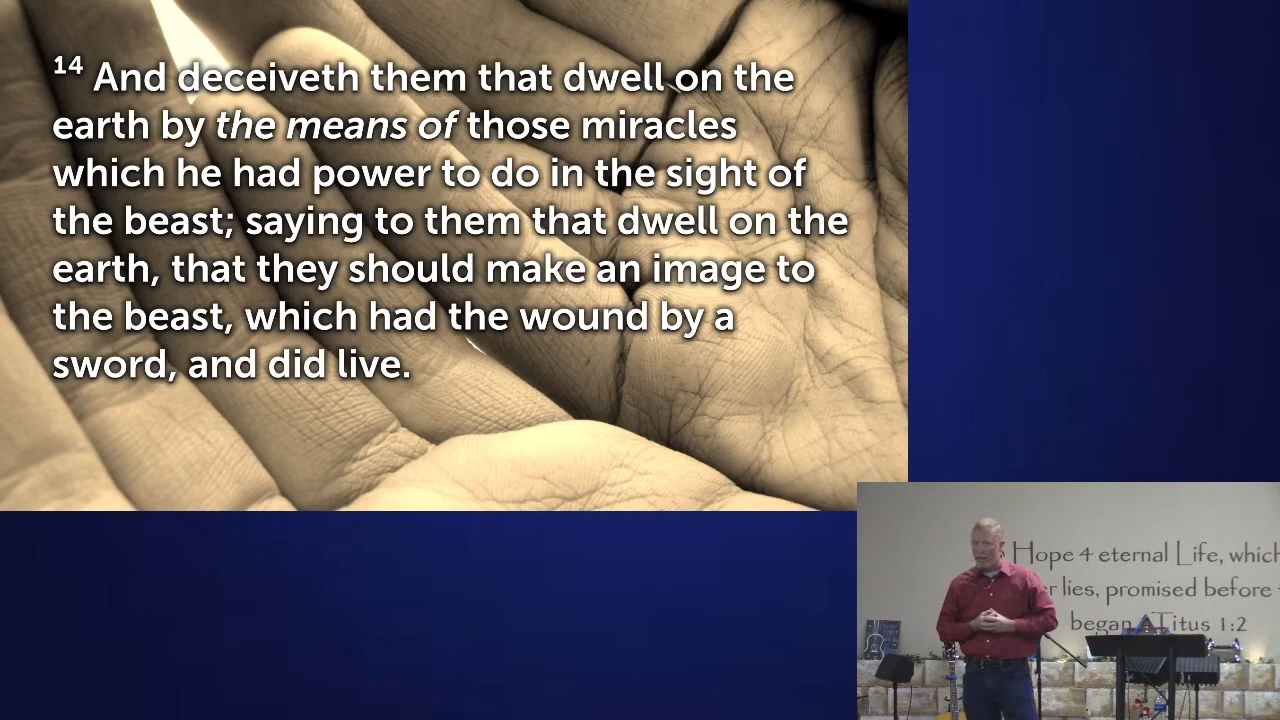 14 And deceiveth them that dwell on the
earth by the means of those miracles
which he had power to do in the sight of
the beast; saying to them that dwell on the
earth, that they should make an image to
the beast, which had the wound by a
sword, and did live.
Hope 4 eternal Life, which
lies, promised before
began Titus 1:2